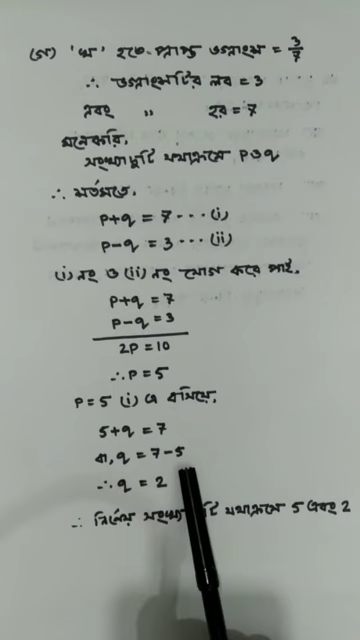 (গ) 'খ' হতে প্রাপ্ত ভগ্নাংশ = 3/7
∴ ভগ্নাংশটির লব = 3
এবং " হর = 7
মনেকরি,
সংখ্যাদুটি যথাক্রমে P ও q
∴ শর্তমতে,
P+q = 7 ··· (i)
P-q = 3 ··· (ii)
(i) নং ও (ii) নং যোগ করে পাই,
P+q = 7
P-q = 3
2P = 10
∴ P = 5
P = 5 (i) এ বসিয়ে,
5+q = 7
বা, q = 7-5
∴ q = 2
∴ নির্ণেয় সংখ্যা টি যথাক্রমে 5 এবং 2